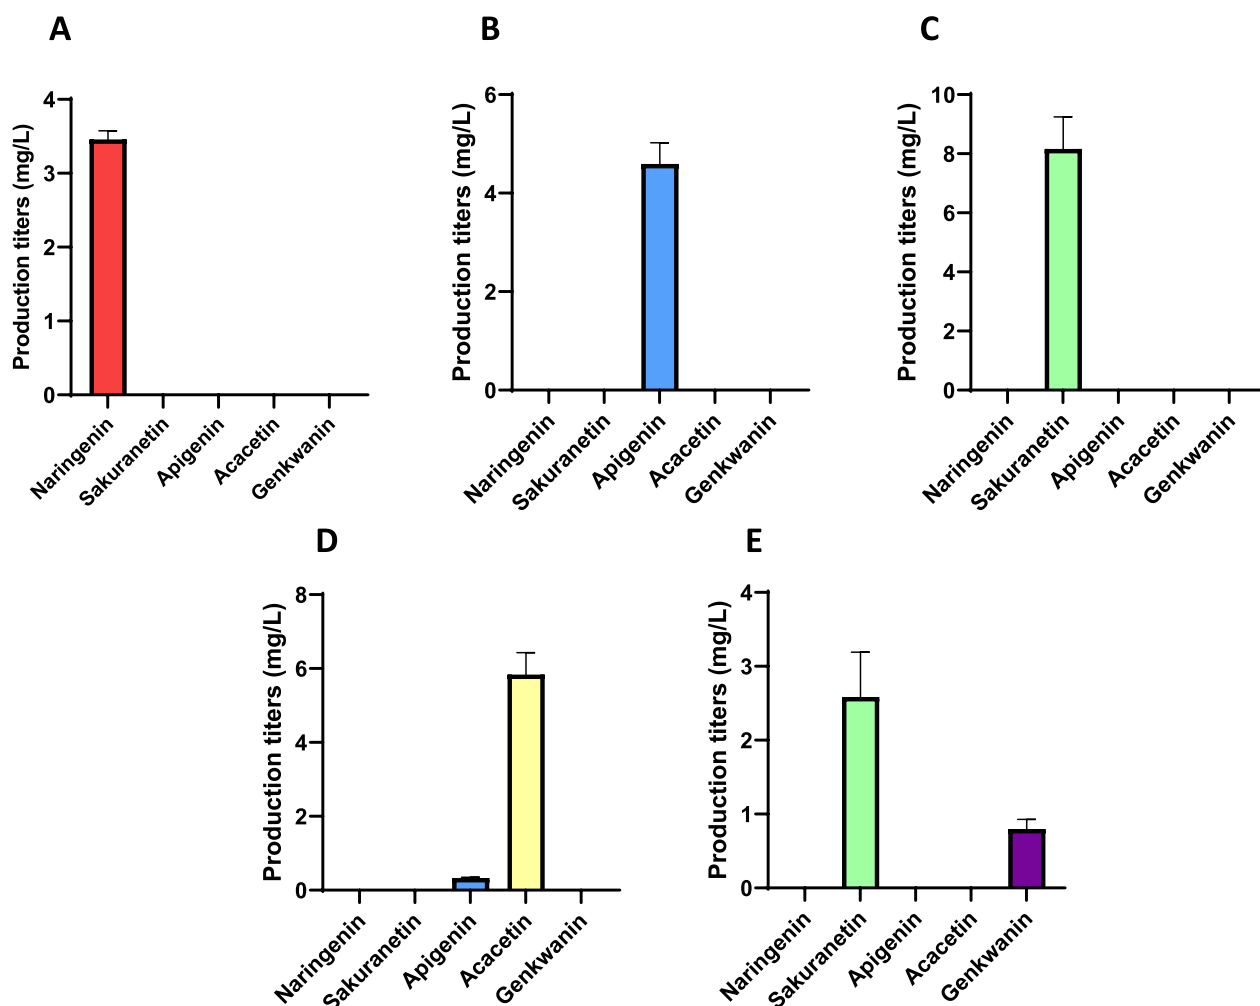 A
Production titers (mg/L)
4
3
2
1
0
Naringenin
Sakuranetin
Apigenin
Acacetin
Genkwanin
B
Production titers (mg/L)
6
4
2
0
Naringenin
Sakuranetin
Apigenin
Acacetin
Genkwanin
C
Production titers (mg/L)
10
8
6
4
2
0
Naringenin
Sakuranetin
Apigenin
Acacetin
Genkwanin
D
Production titers (mg/L)
8
6
4
2
0
Naringenin
Sakuranetin
Apigenin
Acacetin
Genkwanin
E
Production titers (mg/L)
4
3
2
1
0
Naringenin
Sakuranetin
Apigenin
Acacetin
Genkwanin